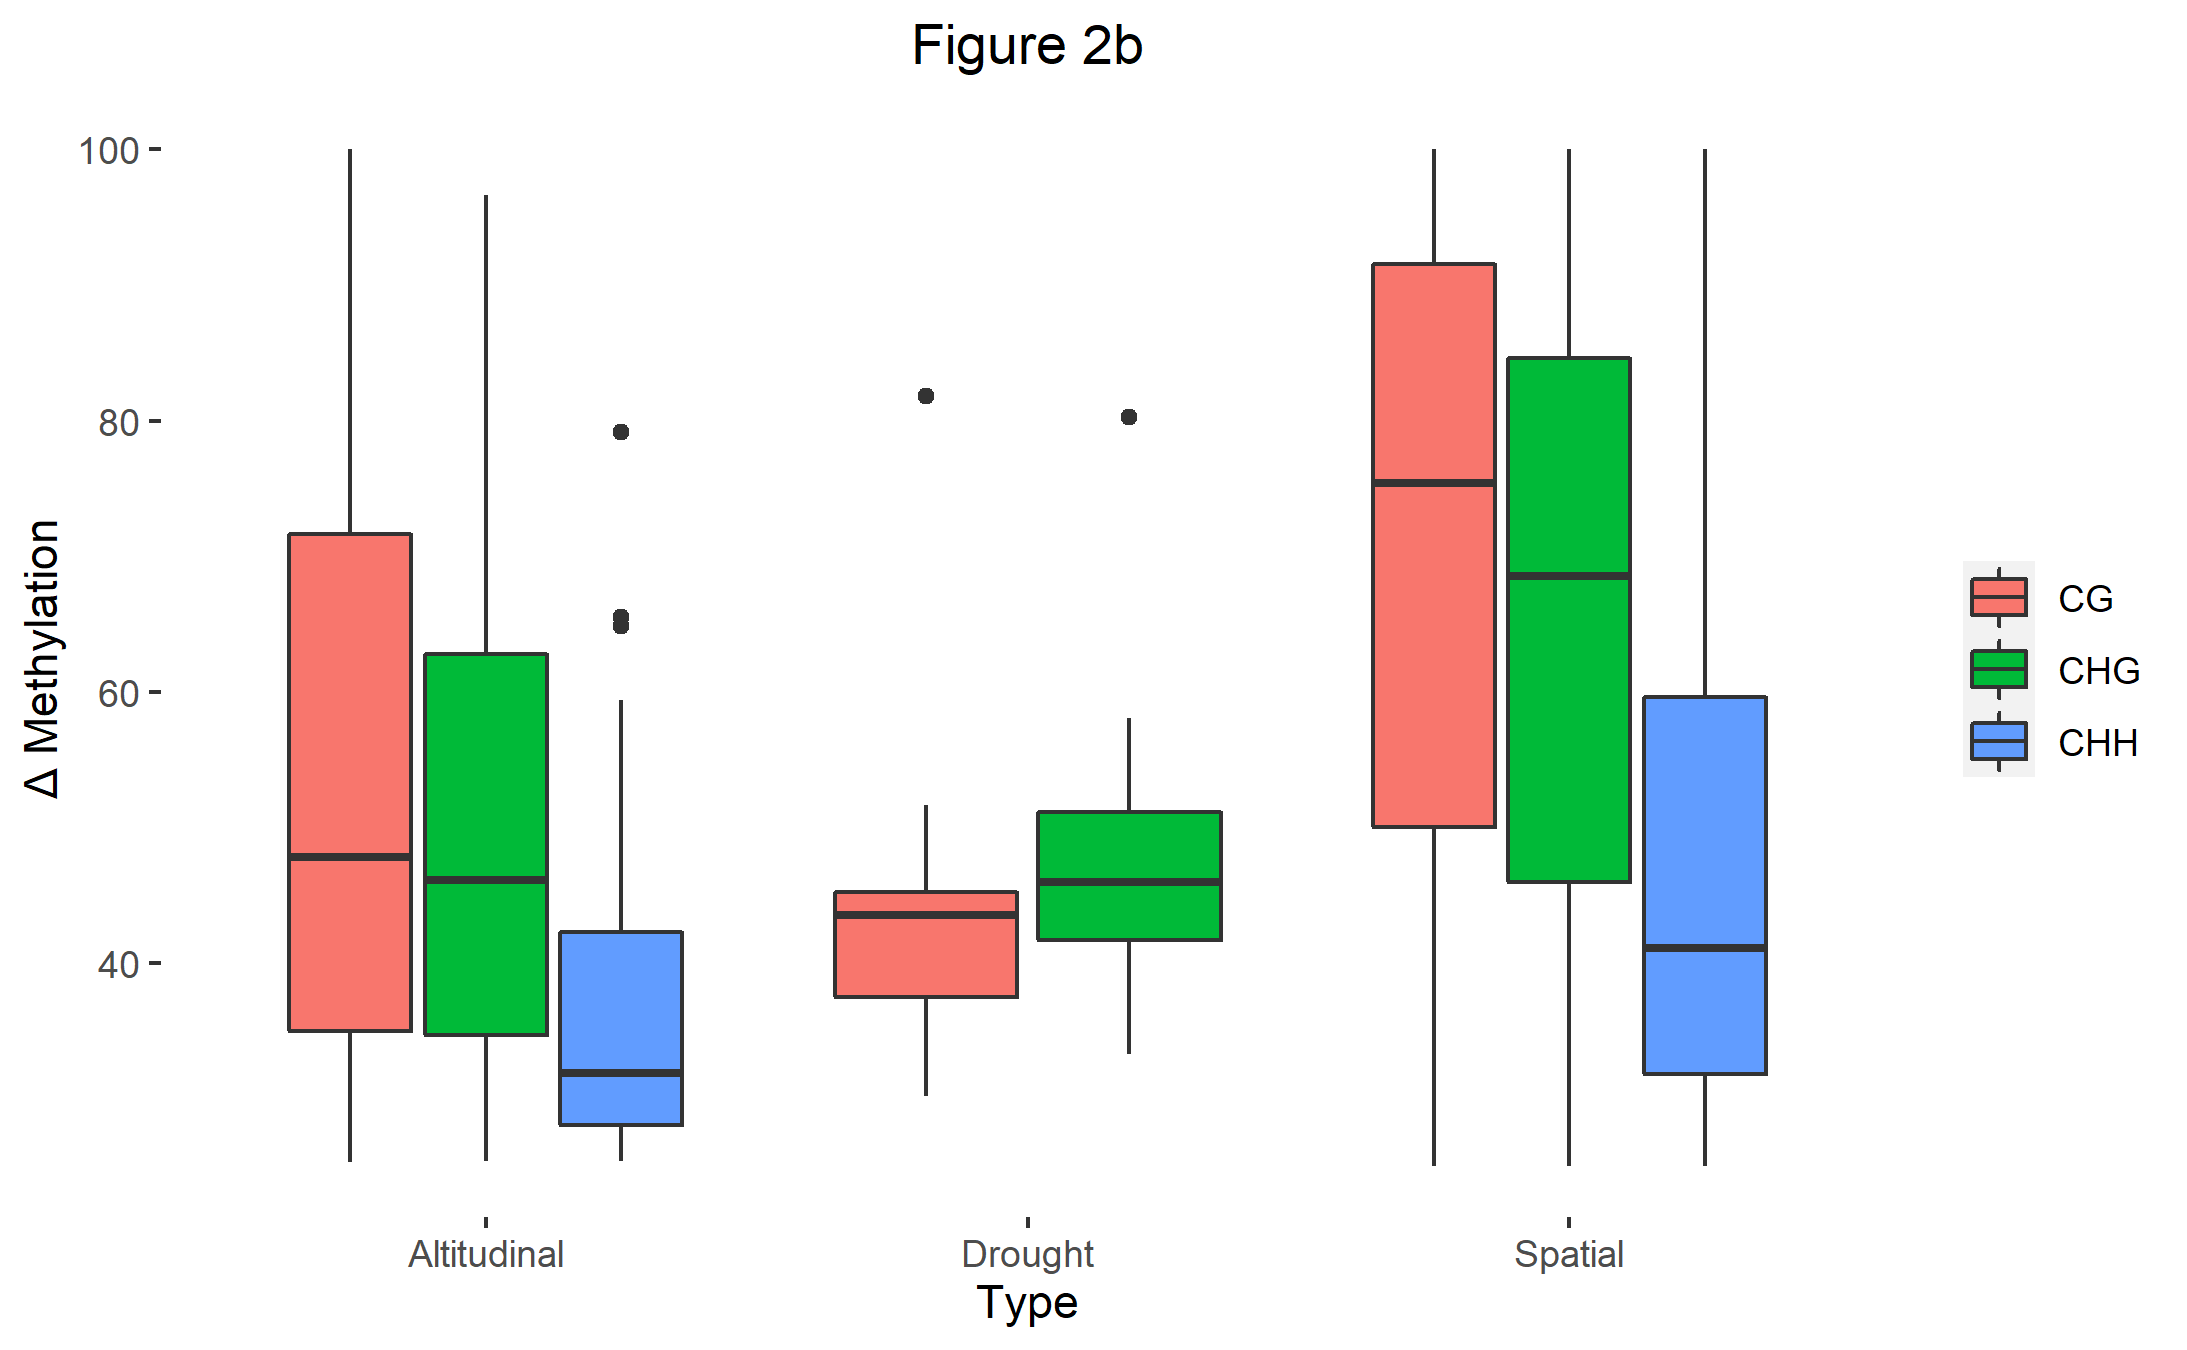 Figure 2b
100
80
60
40
Δ Methylation
Altitudinal
Drought
Spatial
Type
CG
CHG
CHH